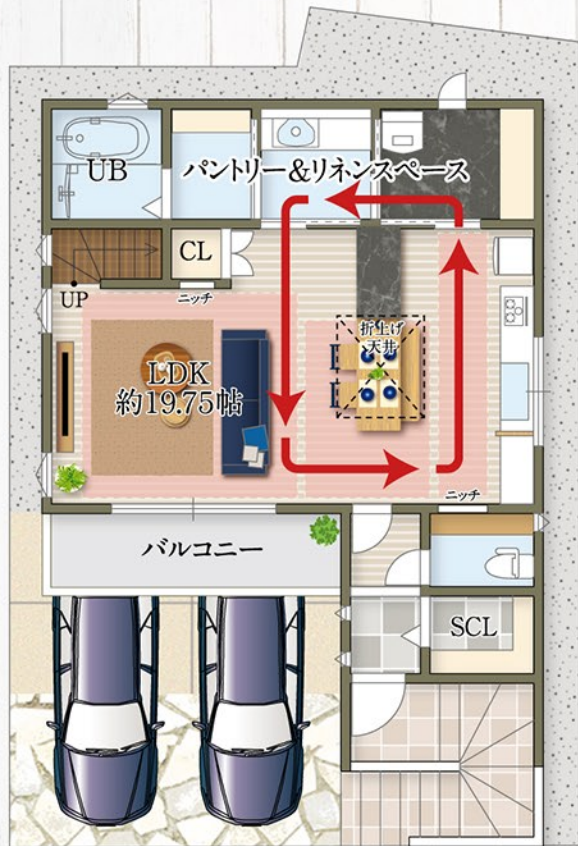 UB
パントリー&リネンスペース
CL
UP
ニッチ
折上げ
天井
LDK
約19.75帖
ニッチ
バルコニー
SCL